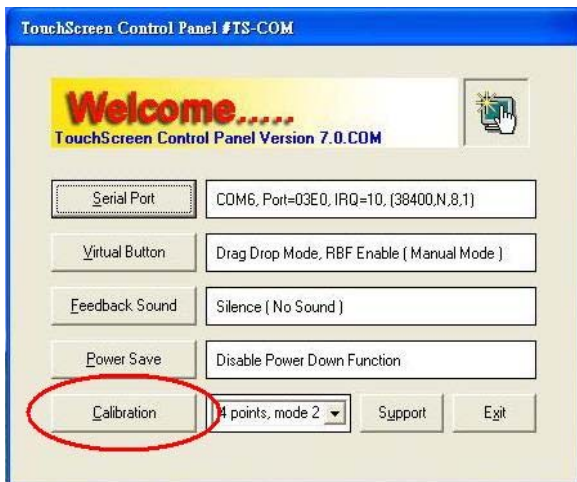 TouchScreen Control Panel #TS-COM
Welcome.....
TouchScreen Control Panel Version 7.0.COM
Serial Port COM6, Port=03E0, IRQ=10, (38400,N,8,1)
Virtual Button Drag Drop Mode, RBF Enable ( Manual Mode )
Feedback Sound Silence ( No Sound )
Power Save Disable Power Down Function
Calibration 4 points, mode 2 Support Exit